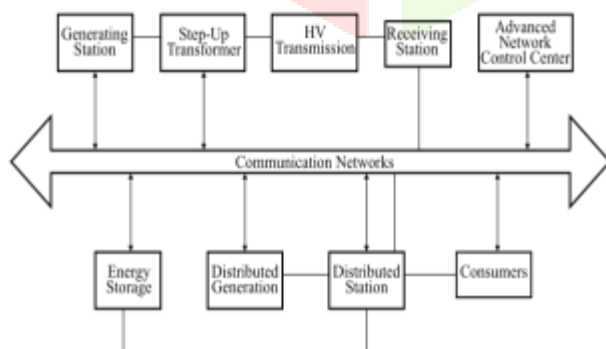 Generating
Station
Step-Up
Transformer
HV
Transmission
Receiving
Station
Advanced
Network
Control Center
Communication Networks
Energy
Storage
Distributed
Generation
Distributed
Station
Consumers